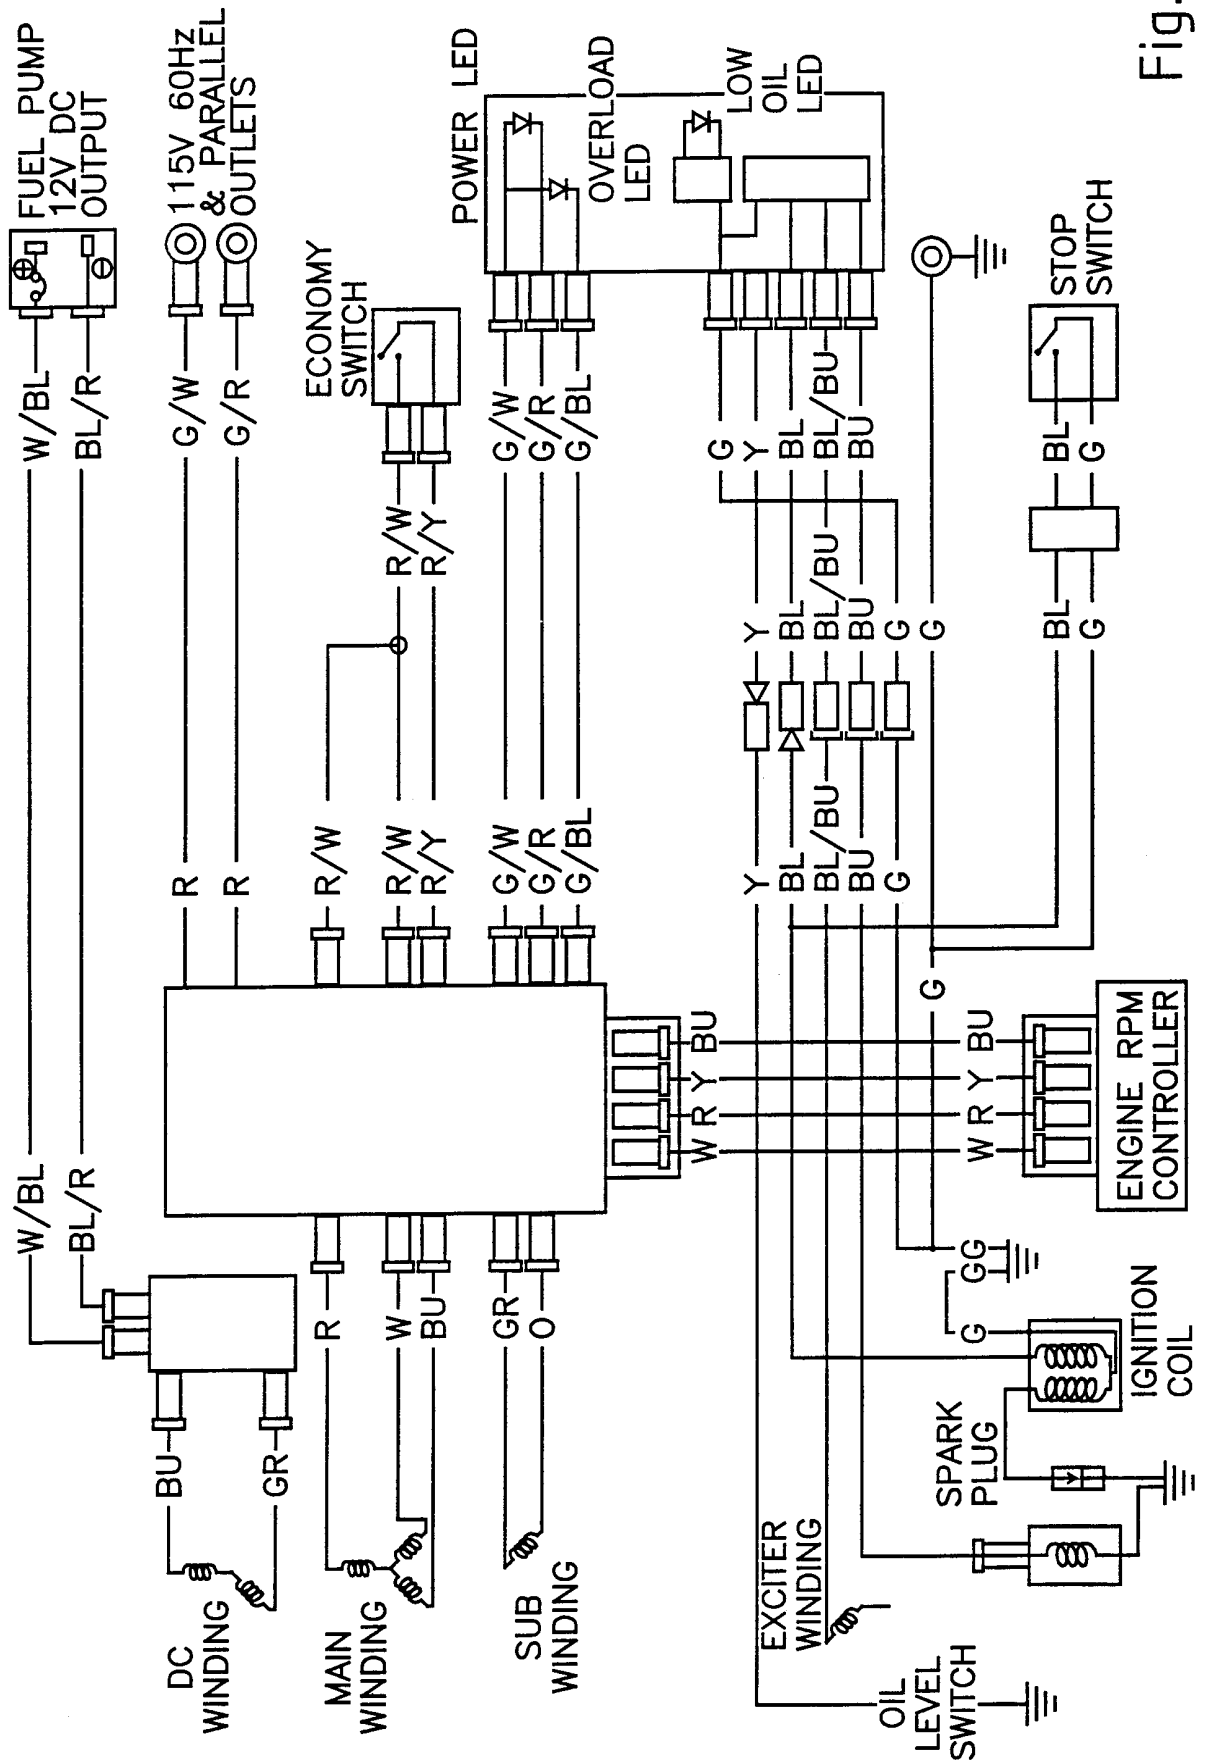 DC
WINDING
BU
GR
W/BL
BL/R
W/BL
BL/R
FUEL PUMP
12V DC
OUTPUT
R
R
G/W
G/R
115V 60Hz
& PARALLEL
OUTLETS
MAIN
WINDING
R
W
BU
R/W
R/W
R/Y
R/W
R/Y
ECONOMY
SWITCH
SUB
WINDING
GR
O
G/W
G/R
G/BL
G/W
G/R
G/BL
POWER LED
OVERLOAD
LED
LOW
OIL
LED
W
R
Y
BU
W
R
Y
BU
ENGINE RPM
CONTROLLER
EXCITER
WINDING
OIL
LEVEL
SWITCH
SPARK
PLUG
IGNITION
COIL
G
G
G
G
Y
BL
BL/BU
BU
G
Y
BL
BL/BU
BU
G
G
G
Y
BL
BL/BU
BU
BL
G
BL
G
STOP
SWITCH
Fig.